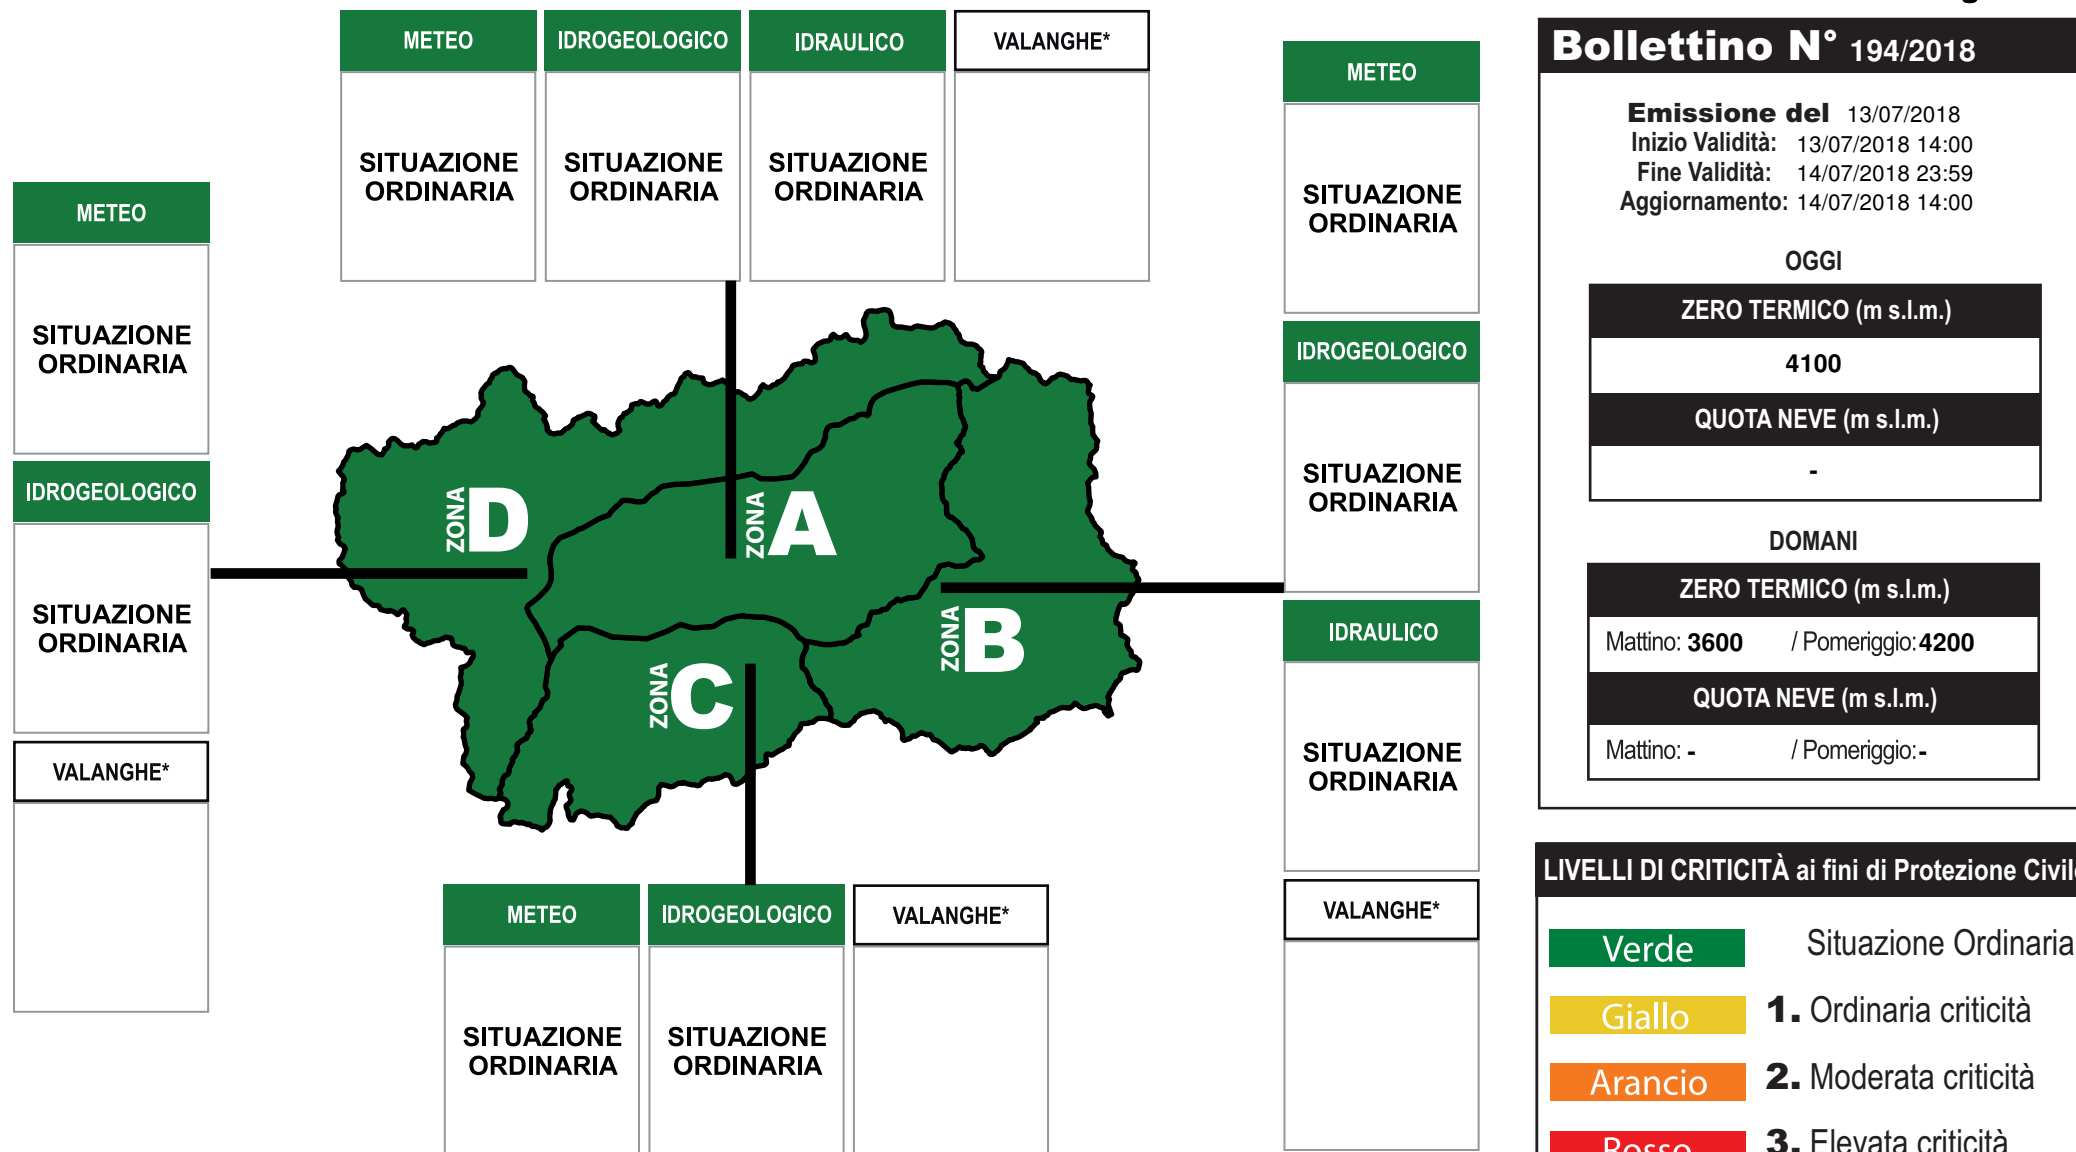 METEO
IDROGEOLOGICO
IDRAULICO
VALANGHE*
SITUAZIONE
ORDINARIA
SITUAZIONE
ORDINARIA
SITUAZIONE
ORDINARIA
METEO
SITUAZIONE
ORDINARIA
IDROGEOLOGICO
SITUAZIONE
ORDINARIA
VALANGHE*
ZONA D
ZONA A
ZONA B
ZONA C
METEO
SITUAZIONE
ORDINARIA
IDROGEOLOGICO
SITUAZIONE
ORDINARIA
IDRAULICO
SITUAZIONE
ORDINARIA
VALANGHE*
METEO
IDROGEOLOGICO
VALANGHE*
SITUAZIONE
ORDINARIA
SITUAZIONE
ORDINARIA
Bollettino N° 194/2018
Emissione del 13/07/2018
Inizio Validità: 13/07/2018 14:00
Fine Validità: 14/07/2018 23:59
Aggiornamento: 14/07/2018 14:00
OGGI
ZERO TERMICO (m s.l.m.)
4100
QUOTA NEVE (m s.l.m.)
-
DOMANI
ZERO TERMICO (m s.l.m.)
Mattino: 3600 / Pomeriggio: 4200
QUOTA NEVE (m s.l.m.)
Mattino: - / Pomeriggio: -
LIVELLI DI CRITICITÀ ai fini di Protezione Civile
Verde Situazione Ordinaria
Giallo 1. Ordinaria criticità
Arancio 2. Moderata criticità
Rosso 3. Elevata criticità